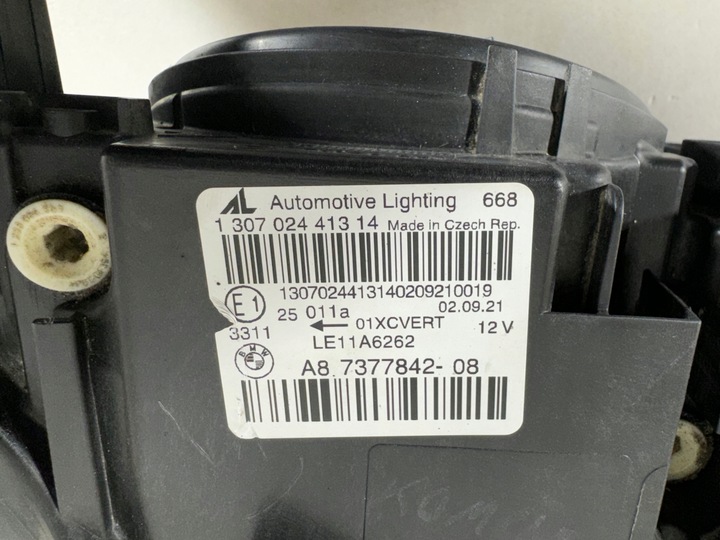 AL Automotive Lighting 668
1 307 024 413 14 Made in Czech Rep.
1307024413140209210019
E1 25 011a 02.09.21
3311 ← 01XCVERT 12V
LE11A6262
BMW
A8 7377842-08